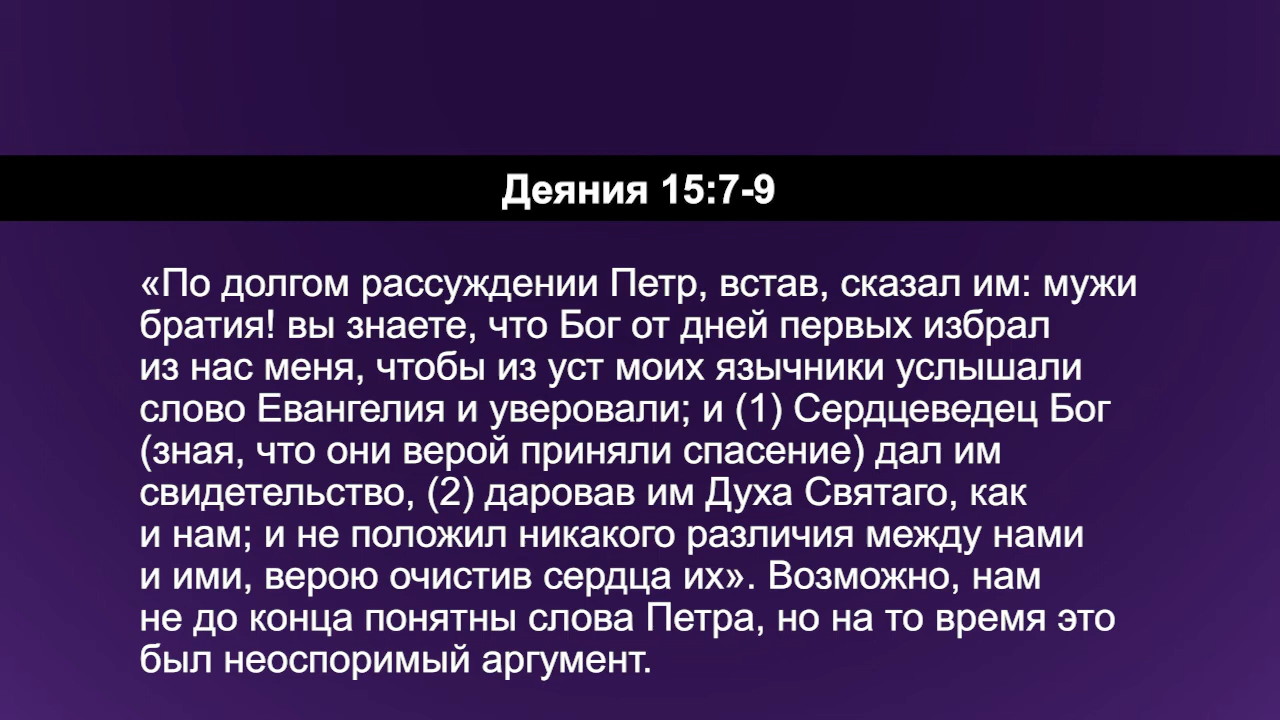 Деяния 15:7-9
«По долгом рассуждении Петр, встав, сказал им: мужи
братия! вы знаете, что Бог от дней первых избрал
из нас меня, чтобы из уст моих язычники услышали
слово Евангелия и уверовали; и (1) Сердцеведец Бог
(зная, что они верой приняли спасение) дал им
свидетельство, (2) даровав им Духа Святаго, как
и нам; и не положил никакого различия между нами
и ими, верою очистив сердца их». Возможно, нам
не до конца понятны слова Петра, но на то время это
был неоспоримый аргумент.